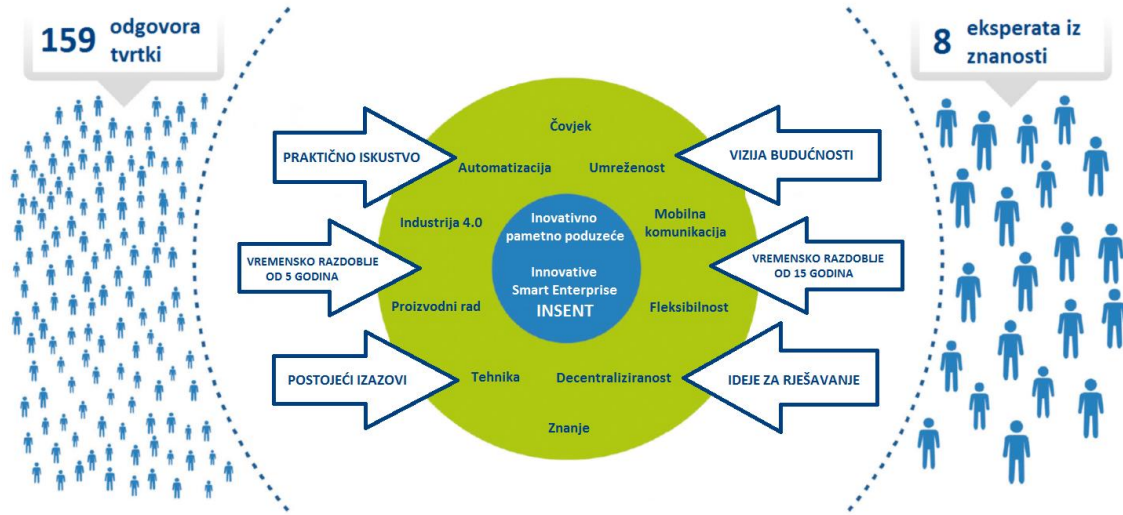 159 odgovora
tvrtki
8 eksperata iz
znanosti
PRAKTIČNO ISKUSTVO
VREMENSKO RAZDOBLJE
OD 5 GODINA
POSTOJEĆI IZAZOVI
Čovjek
Automatizacija
Umreženost
Industrija 4.0
Mobilna
komunikacija
Inovativno
pametno poduzeće
Innovative
Smart Enterprise
INSENT
Proizvodni rad
Fleksibilnost
Tehnika
Decentraliziranost
Znanje
VIZIJA BUDUĆNOSTI
VREMENSKO RAZDOBLJE
OD 15 GODINA
IDEJE ZA RJEŠAVANJE